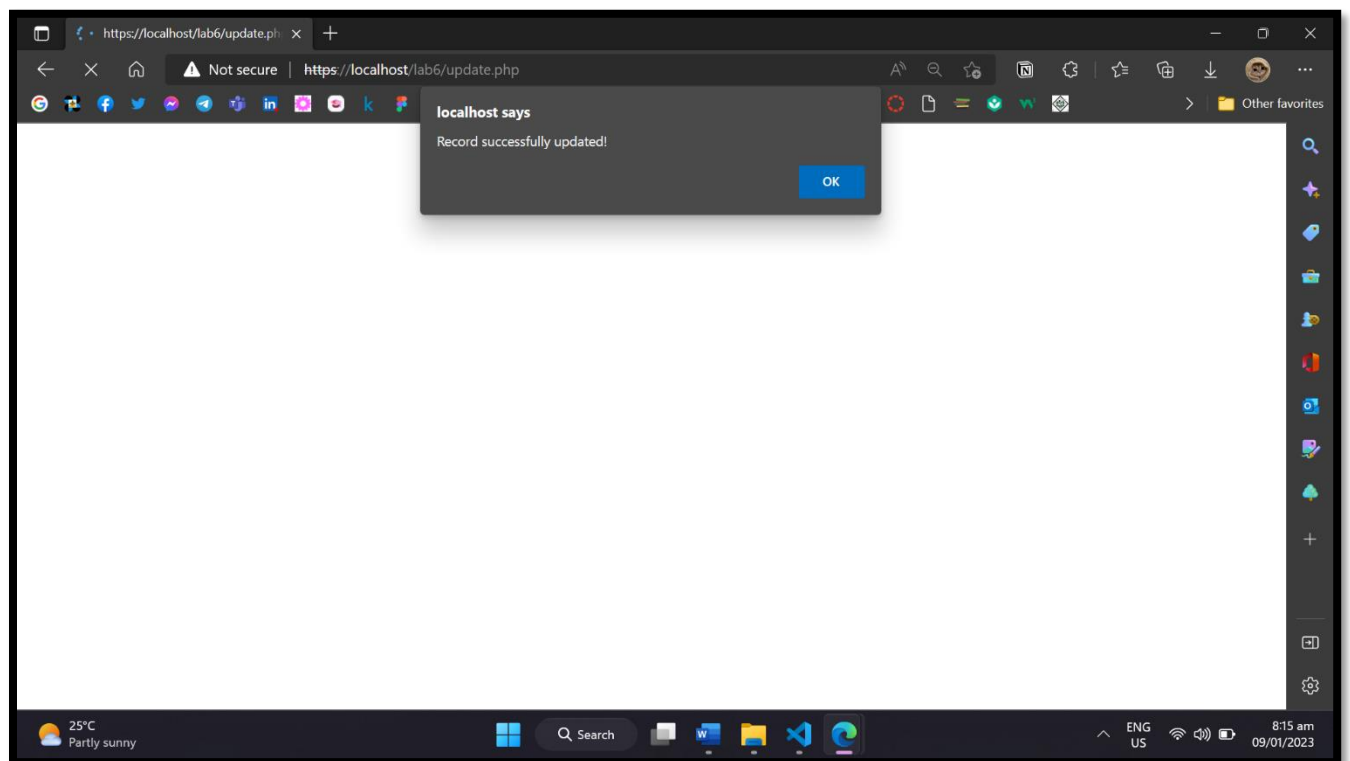 https://localhost/lab6/update.ph
Not secure | https://localhost/lab6/update.php
Other favorites
localhost says
Record successfully updated!
OK
25°C
Partly sunny
Search
ENG
US
8:15 am
09/01/2023